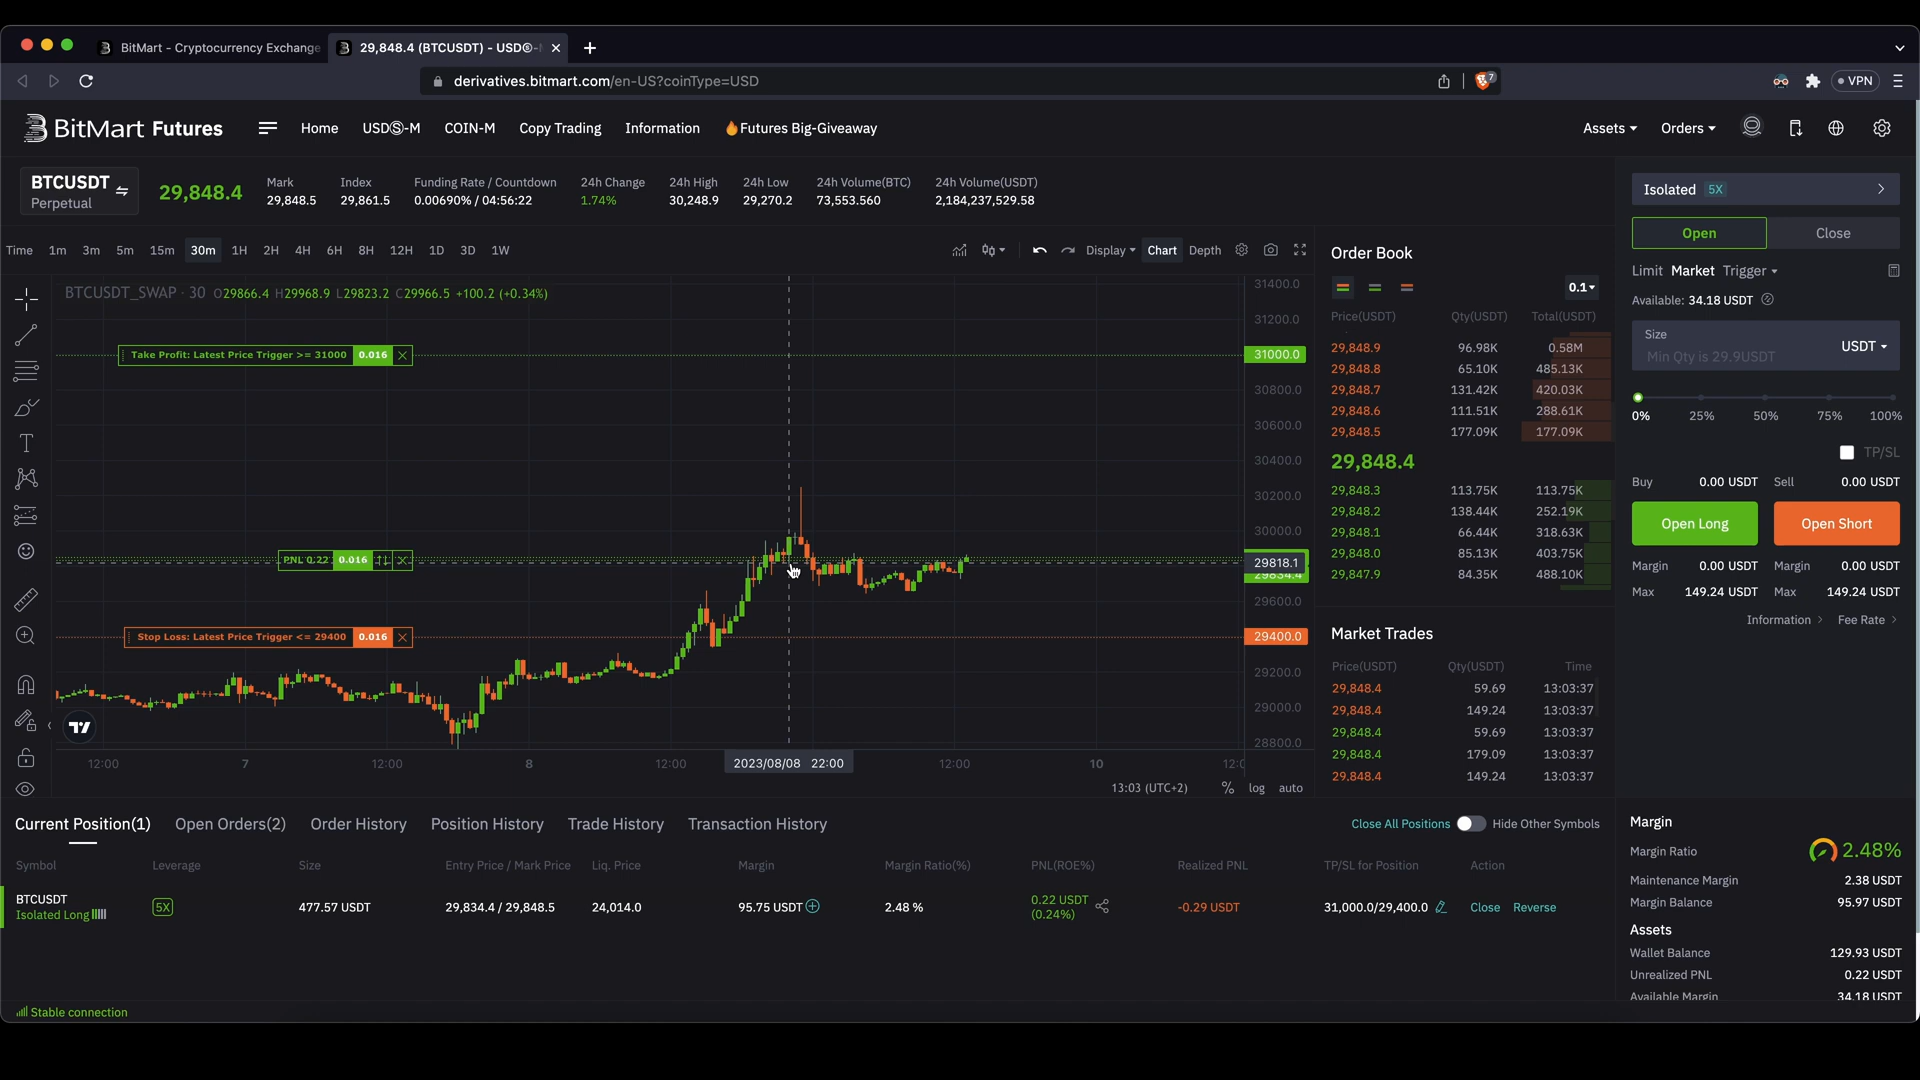 BitMart - Cryptocurrency Exchange
29,848.4 (BTCUSDT) - USDⓈ-
derivatives.bitmart.com/en-US?coinType=USD
7
VPN
BitMart Futures
Home
USDⓈ-M
COIN-M
Copy Trading
Information
Futures Big-Giveaway
Assets
Orders
BTCUSDT
Perpetual
29,848.4
Mark
29,848.5
Index
29,861.5
Funding Rate / Countdown
0.00690% / 04:56:22
24h Change
1.74%
24h High
30,248.9
24h Low
29,270.2
24h Volume(BTC)
73,553.560
24h Volume(USDT)
2,184,237,529.58
Time 1m 3m 5m 15m 30m 1H 2H 4H 6H 8H 12H 1D 3D 1W
Display Chart Depth
BTCUSDT_SWAP · 30 O29866.4 H29968.9 L29823.2 C29966.5 +100.2 (+0.34%)
Take Profit: Latest Price Trigger >= 31000 0.016
PNL 0.22 0.016
Stop Loss: Latest Price Trigger <= 29400 0.016
31400.0
31200.0
31000.0
30800.0
30600.0
30400.0
30200.0
30000.0
29818.1
29834.4
29600.0
29400.0
29200.0
29000.0
28800.0
12:00 7 12:00 8 12:00 2023/08/08 22:00 12:00 10
13:03 (UTC+2) % log auto
Order Book
0.1
Price(USDT) Qty(USDT) Total(USDT)
29,848.9 96.98K 0.58M
29,848.8 65.10K 485.13K
29,848.7 131.42K 420.03K
29,848.6 111.51K 288.61K
29,848.5 177.09K 177.09K
29,848.4
29,848.3 113.75K 113.75K
29,848.2 138.44K 252.19K
29,848.1 66.44K 318.63K
29,848.0 85.13K 403.75K
29,847.9 84.35K 488.10K
Market Trades
Price(USDT) Qty(USDT) Time
29,848.4 59.69 13:03:37
29,848.4 149.24 13:03:37
29,848.4 59.69 13:03:37
29,848.4 179.09 13:03:37
29,848.4 149.24 13:03:37
Isolated 5X
Open Close
Limit Market Trigger
Available: 34.18 USDT
Size
Min Qty is 29.9USDT
USDT
0% 25% 50% 75% 100%
TP/SL
Buy 0.00 USDT Sell 0.00 USDT
Open Long Open Short
Margin 0.00 USDT Margin 0.00 USDT
Max 149.24 USDT Max 149.24 USDT
Information Fee Rate
Current Position(1) Open Orders(2) Order History Position History Trade History Transaction History
Close All Positions Hide Other Symbols
Symbol Leverage Size Entry Price / Mark Price Liq. Price Margin Margin Ratio(%) PNL(ROE%) Realized PNL TP/SL for Position Action
BTCUSDT
Isolated Long
5X
477.57 USDT
29,834.4 / 29,848.5
24,014.0
95.75 USDT
2.48 %
0.22 USDT
(0.24%)
-0.29 USDT
31,000.0/29,400.0
Close Reverse
Margin
Margin Ratio 2.48%
Maintenance Margin 2.38 USDT
Margin Balance 95.97 USDT
Assets
Wallet Balance 129.93 USDT
Unrealized PNL 0.22 USDT
Available Margin 34.18 USDT
Stable connection